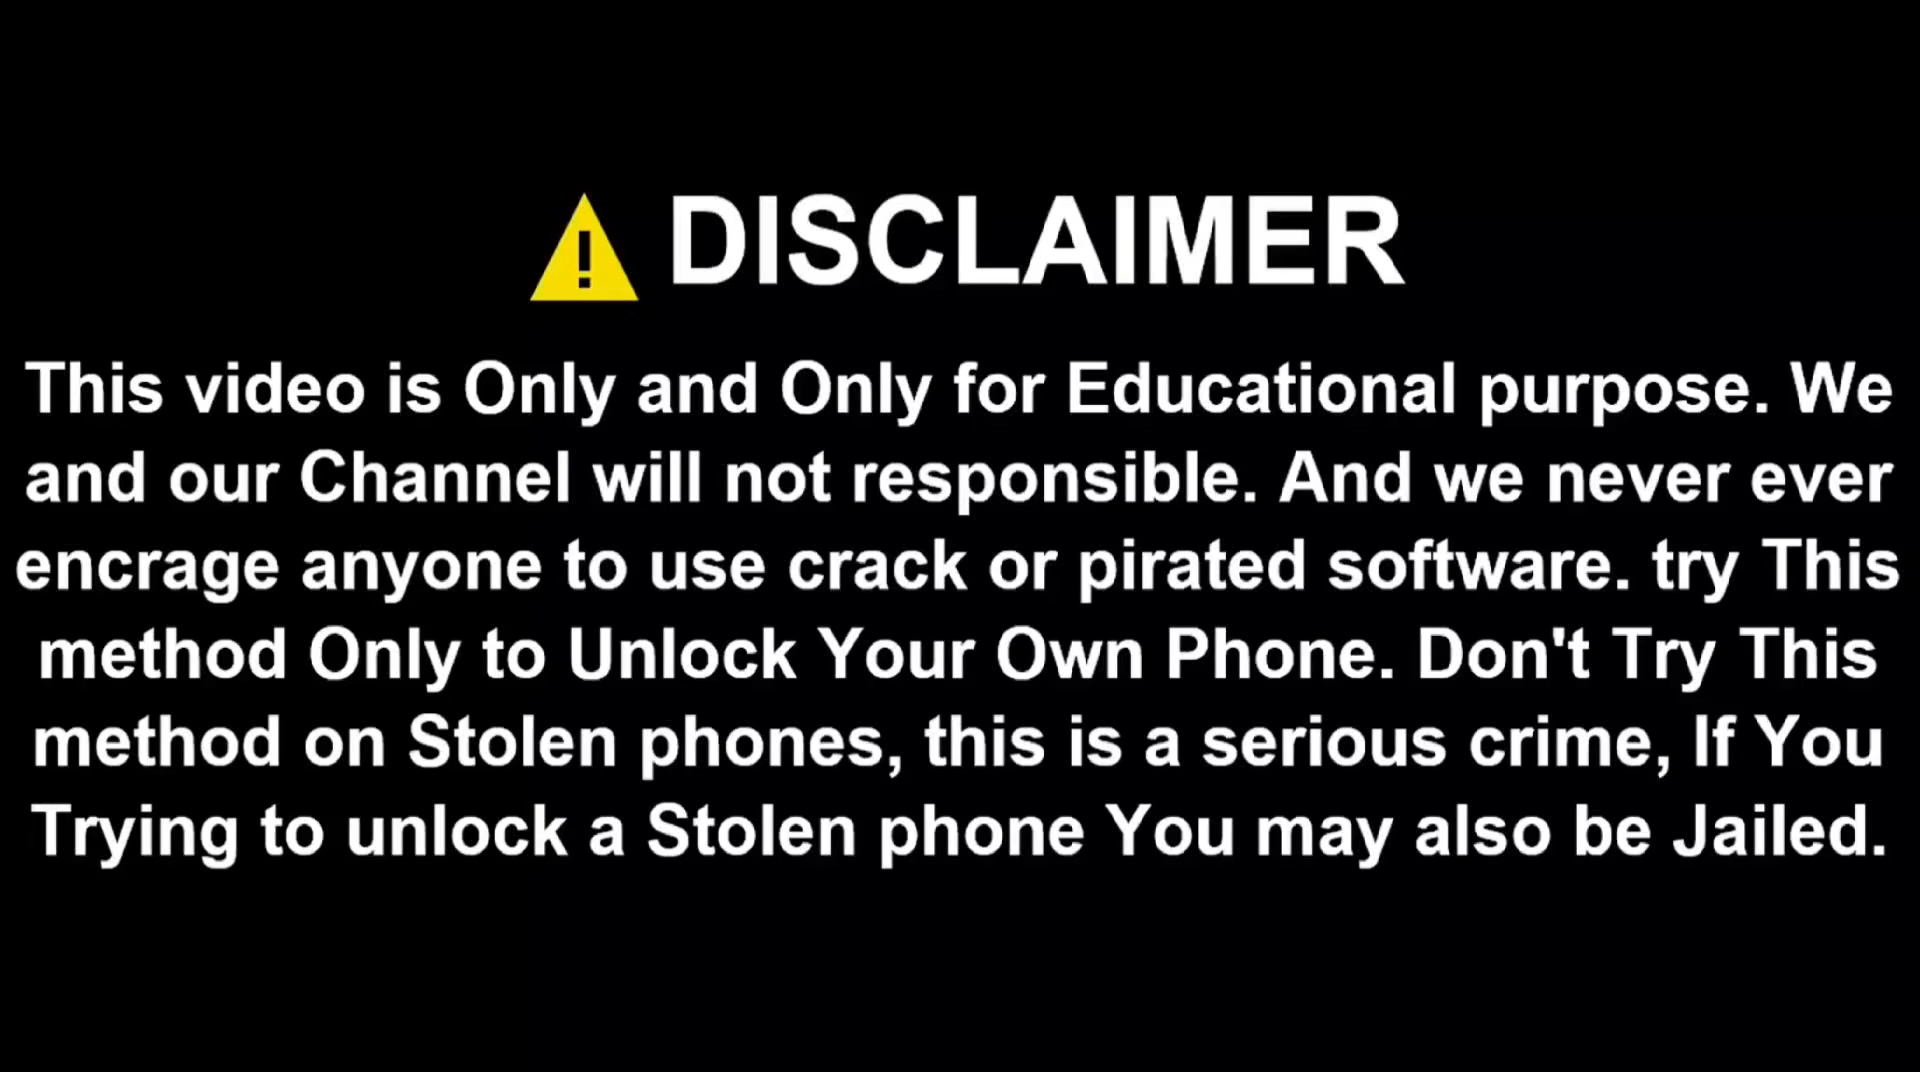 ⚠ DISCLAIMER
This video is Only and Only for Educational purpose. We
and our Channel will not responsible. And we never ever
encrage anyone to use crack or pirated software. try This
method Only to Unlock Your Own Phone. Don't Try This
method on Stolen phones, this is a serious crime, If You
Trying to unlock a Stolen phone You may also be Jailed.